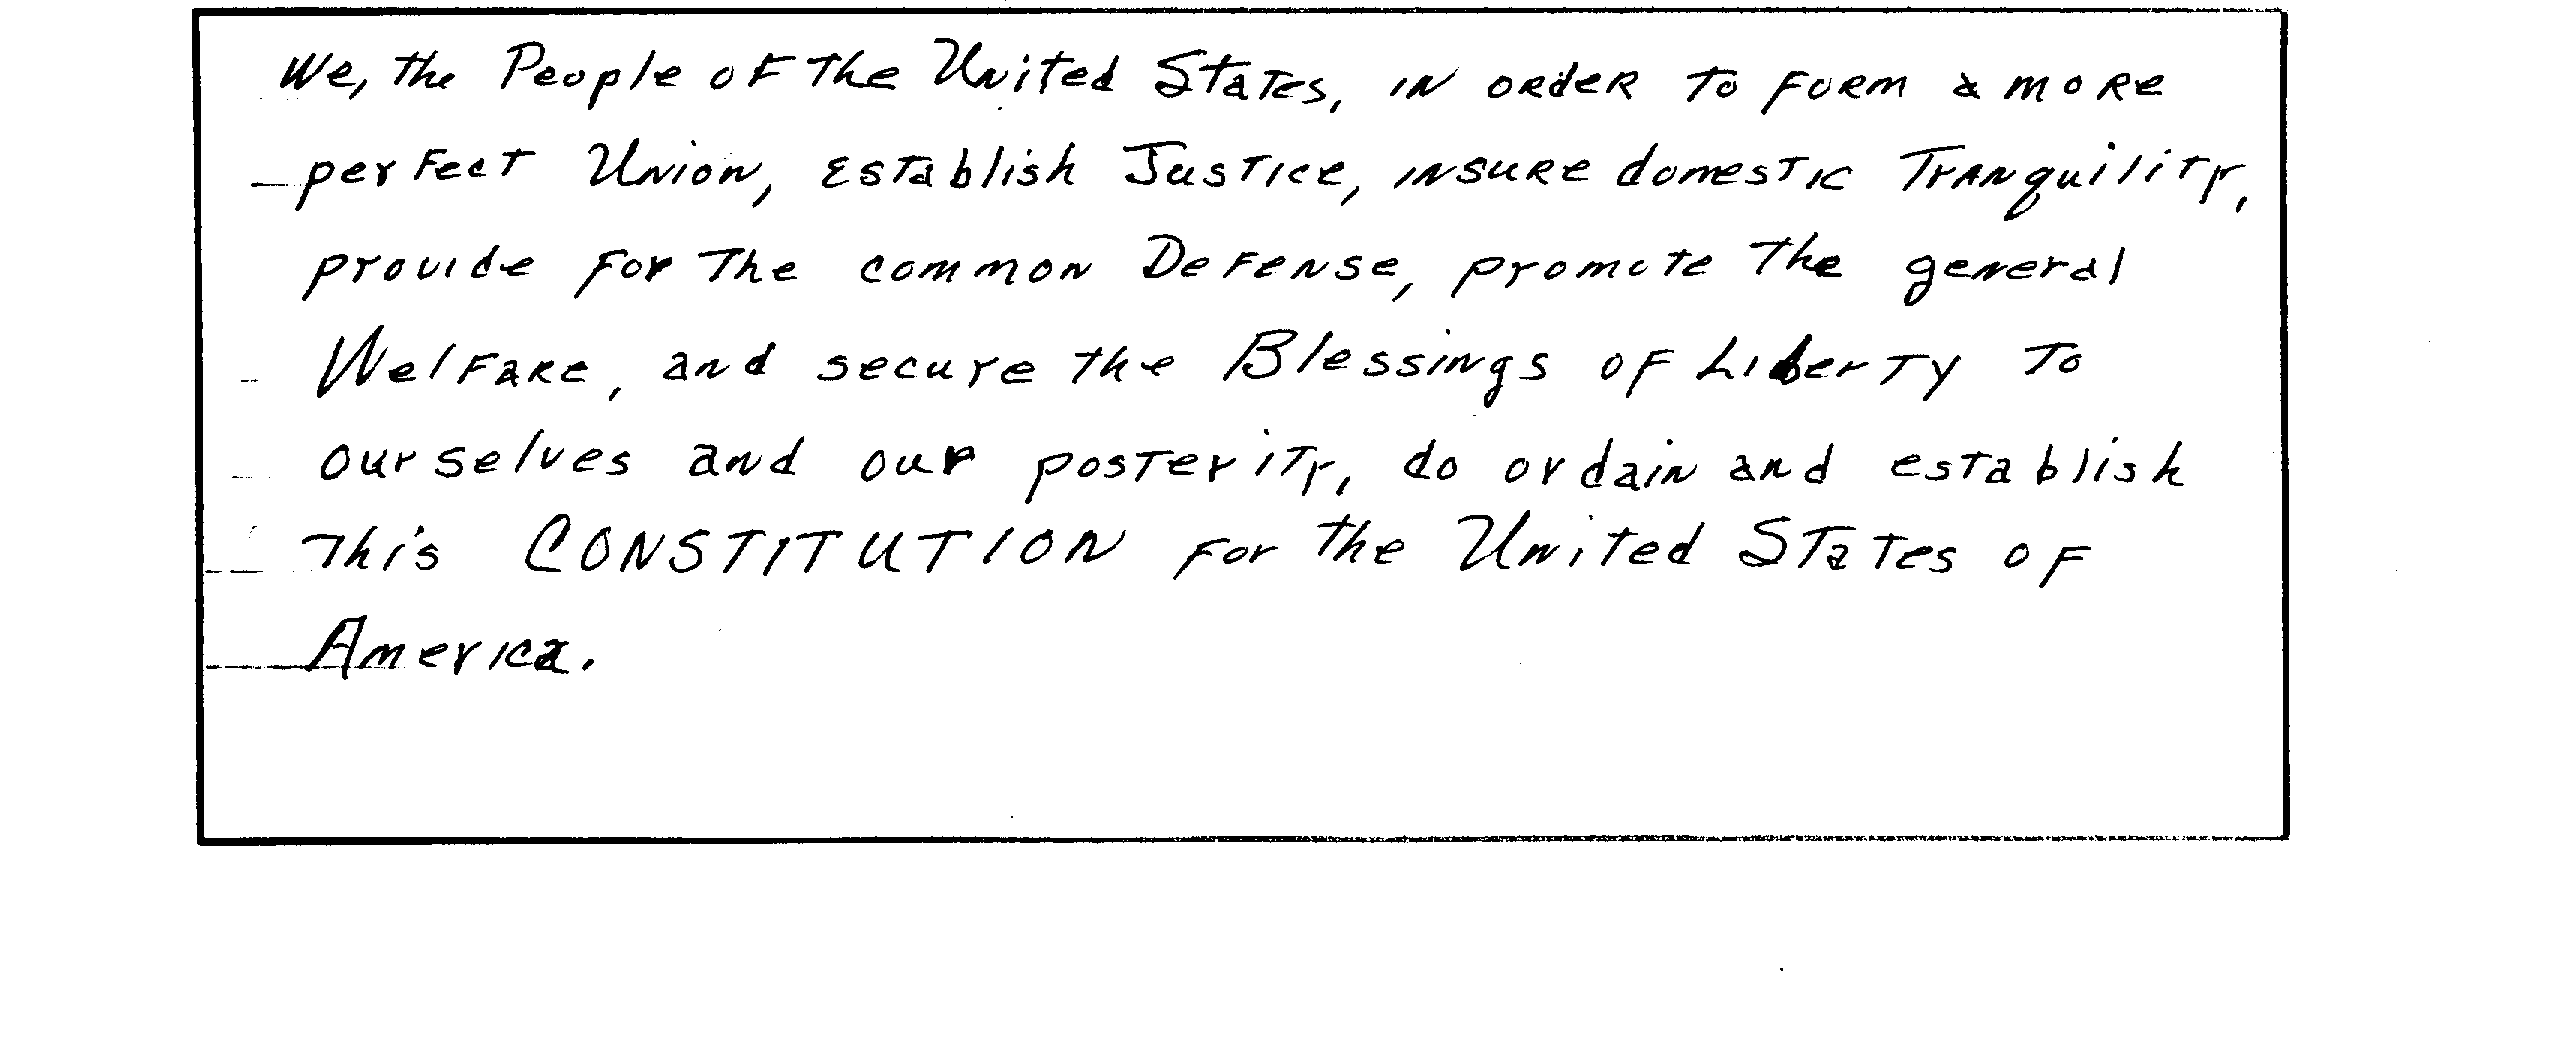 We, the People of the United States, in order to form a more
perfect Union, establish Justice, insure domestic Tranquility,
provide for the common Defense, promote the general
Welfare, and secure the Blessings of Liberty to
ourselves and our posterity, do ordain and establish
this CONSTITUTION for the United States of
America.